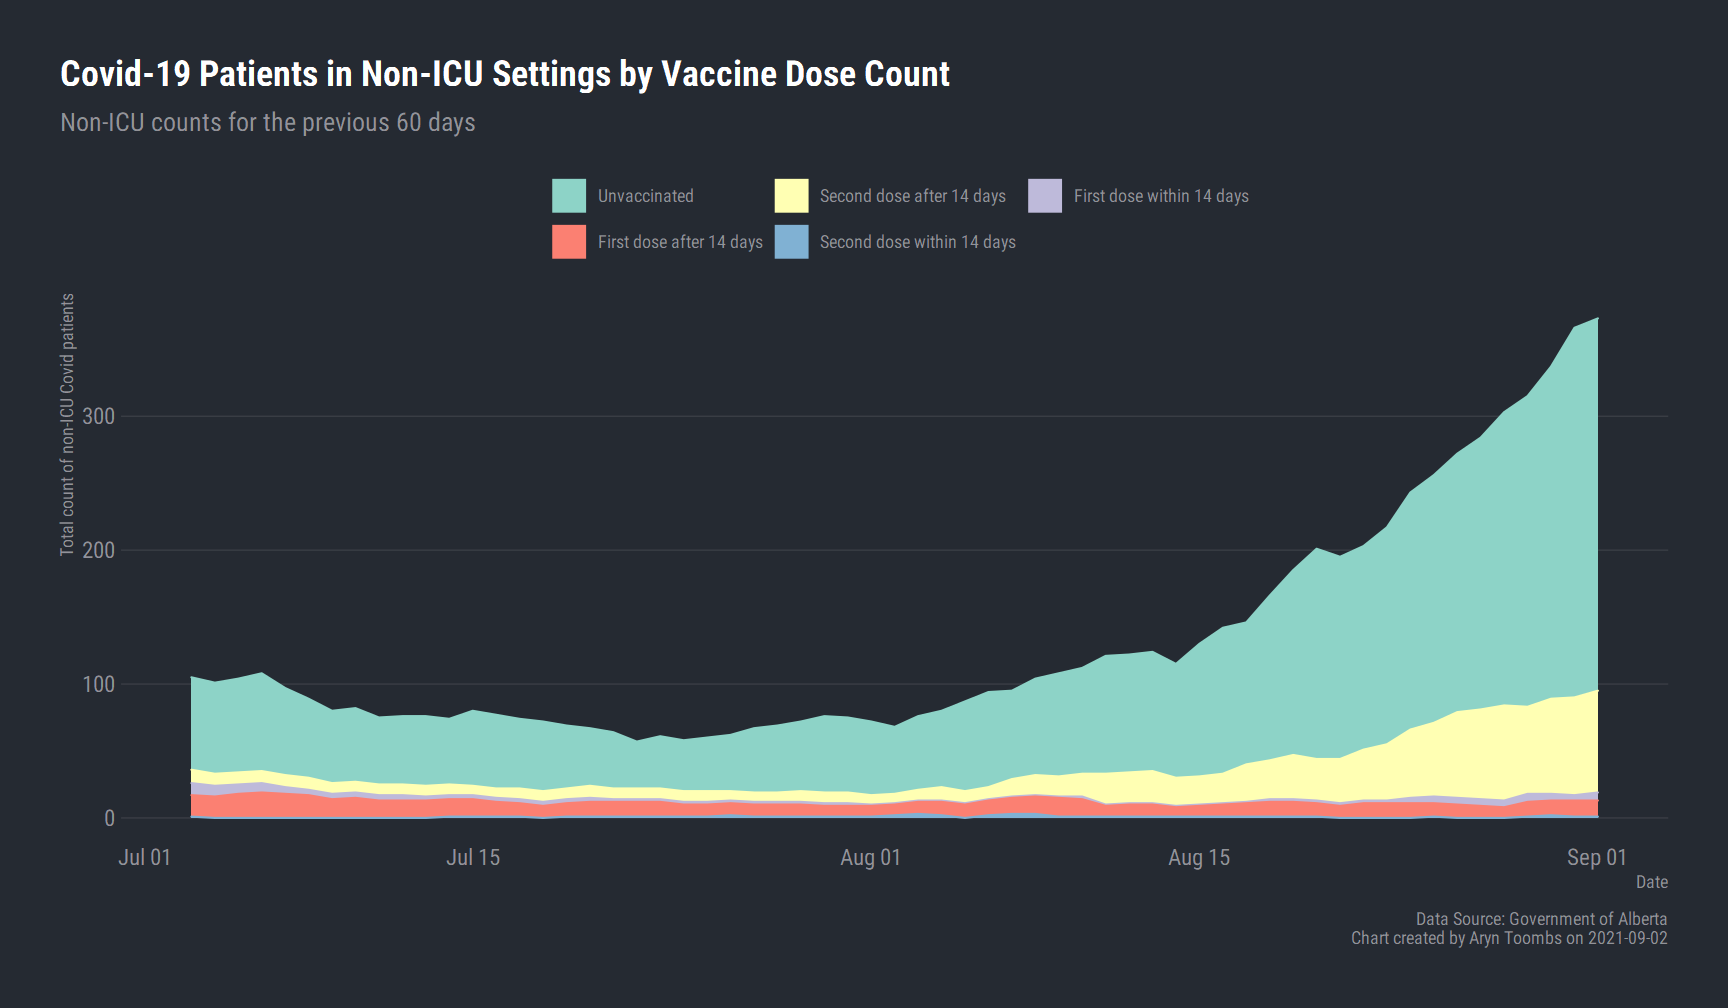 Covid-19 Patients in Non-ICU Settings by Vaccine Dose Count
Non-ICU counts for the previous 60 days
Unvaccinated
Second dose after 14 days
First dose within 14 days
First dose after 14 days
Second dose within 14 days
Total count of non-ICU Covid patients
300
200
100
0
Jul 01
Jul 15
Aug 01
Aug 15
Sep 01
Date
Data Source: Government of Alberta
Chart created by Aryn Toombs on 2021-09-02